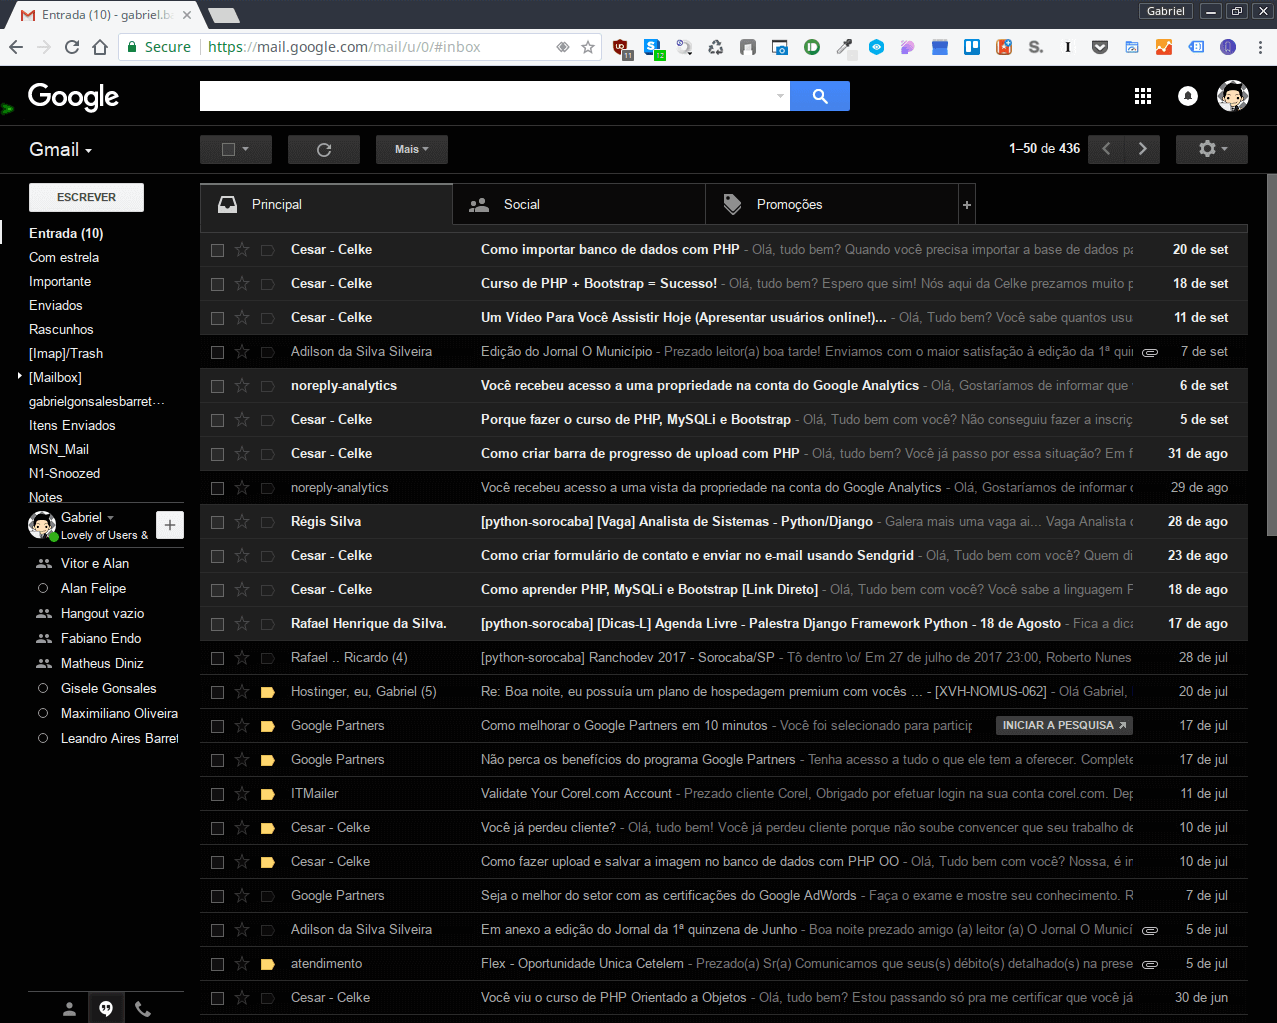 Entrada (10) - gabriel.b
Gabriel
Secure
https://mail.google.com/mail/u/0/#inbox
11
12
S.
I
Google
Gmail
Mais
1–50 de 436
ESCREVER
Principal
Social
Promoções
+
Entrada (10)
Com estrela
Importante
Enviados
Rascunhos
[Imap]/Trash
[Mailbox]
gabrielgonsalesbarret…
Itens Enviados
MSN_Mail
N1-Snoozed
Notes
Gabriel
Lovely of Users &
+
Vitor e Alan
Alan Felipe
Hangout vazio
Fabiano Endo
Matheus Diniz
Gisele Gonsales
Maximiliano Oliveira
Leandro Aires Barret
Cesar - Celke Como importar banco de dados com PHP - Olá, tudo bem? Quando você precisa importar a base de dados pa 20 de set
Cesar - Celke Curso de PHP + Bootstrap = Sucesso! - Olá, tudo bem? Espero que sim! Nós aqui da Celke prezamos muito p 18 de set
Cesar - Celke Um Vídeo Para Você Assistir Hoje (Apresentar usuários online!)... - Olá, Tudo bem? Você sabe quantos usu 11 de set
Adilson da Silva Silveira Edição do Jornal O Município - Prezado leitor(a) boa tarde! Enviamos com o maior satisfação à edição da 1ª quin 7 de set
noreply-analytics Você recebeu acesso a uma propriedade na conta do Google Analytics - Olá, Gostaríamos de informar que 6 de set
Cesar - Celke Porque fazer o curso de PHP, MySQLi e Bootstrap - Olá, Tudo bem com você? Não conseguiu fazer a inscriç 5 de set
Cesar - Celke Como criar barra de progresso de upload com PHP - Olá, tudo bem? Você já passo por essa situação? Em f 31 de ago
noreply-analytics Você recebeu acesso a uma vista da propriedade na conta do Google Analytics - Olá, Gostaríamos de informar 29 de ago
Régis Silva [python-sorocaba] [Vaga] Analista de Sistemas - Python/Django - Galera mais uma vaga ai... Vaga Analista 28 de ago
Cesar - Celke Como criar formulário de contato e enviar no e-mail usando Sendgrid - Olá, Tudo bem com você? Quem di 23 de ago
Cesar - Celke Como aprender PHP, MySQLi e Bootstrap [Link Direto] - Olá, Tudo bem com você? Você sabe a linguagem 18 de ago
Rafael Henrique da Silva. [python-sorocaba] [Dicas-L] Agenda Livre - Palestra Django Framework Python - 18 de Agosto - Fica a dica 17 de ago
Rafael .. Ricardo (4) [python-sorocaba] Ranchodev 2017 - Sorocaba/SP - Tô dentro \o/ Em 27 de julho de 2017 23:00, Roberto Nunes 28 de jul
Hostinger, eu, Gabriel (5) Re: Boa noite, eu possuía um plano de hospedagem premium com vocês ... - [XVH-NOMUS-062] - Olá Gabriel, 20 de jul
Google Partners Como melhorar o Google Partners em 10 minutos - Você foi selecionado para particip INICIAR A PESQUISA 17 de jul
Google Partners Não perca os benefícios do programa Google Partners - Tenha acesso a tudo o que ele tem a oferecer. Complete 17 de jul
ITMailer Validate Your Corel.com Account - Prezado cliente Corel, Obrigado por efetuar login na sua conta corel.com. Dep 11 de jul
Cesar - Celke Você já perdeu cliente? - Olá, tudo bem! Você já perdeu cliente porque não soube convencer que seu trabalho de 10 de jul
Cesar - Celke Como fazer upload e salvar a imagem no banco de dados com PHP OO - Olá, Tudo bem com você? Nossa, é in 10 de jul
Google Partners Seja o melhor do setor com as certificações do Google AdWords - Faça o exame e mostre seu conhecimento. R 7 de jul
Adilson da Silva Silveira Em anexo a edição do Jornal da 1ª quinzena de Junho - Boa noite prezado amigo (a) leitor (a) O Jornal O Municí 5 de jul
atendimento Flex - Oportunidade Unica Cetelem - Prezado(a) Sr(a) Comunicamos que seus(s) débito(s) detalhado(s) na prese 5 de jul
Cesar - Celke Você viu o curso de PHP Orientado a Objetos - Olá, tudo bem? Estou passando só pra me certificar que você já 30 de jun